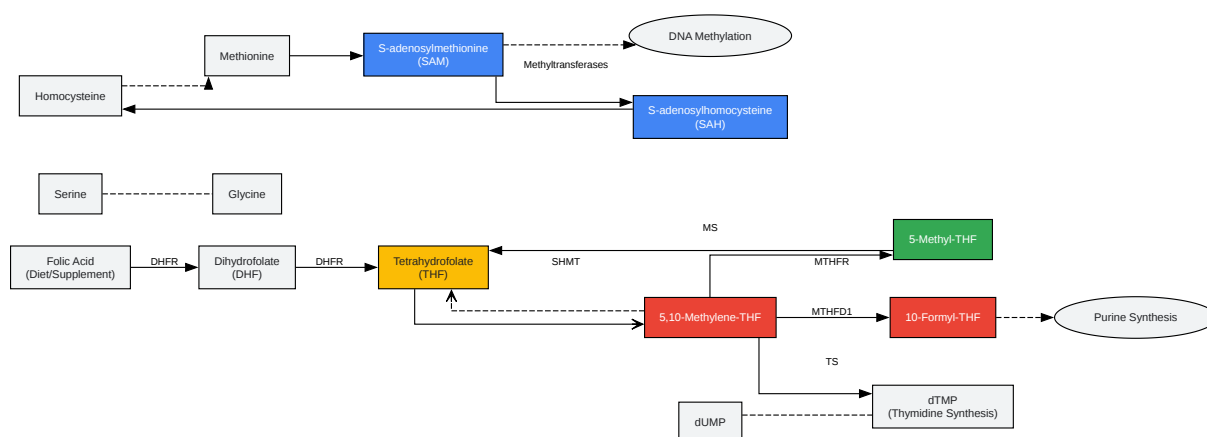 DNA Methylation
S-adenosylmethionine
(SAM)
Methionine
Methyltransferases
Homocysteine
S-adenosylhomocysteine
(SAH)
Serine
Glycine
MS
5-Methyl-THF
Folic Acid
(Diet/Supplement)
DHFR
Dihydrofolate
(DHF)
DHFR
Tetrahydrofolate
(THF)
SHMT
MTHFR
5,10-Methylene-THF
MTHFD1
10-Formyl-THF
Purine Synthesis
TS
dTMP
(Thymidine Synthesis)
dUMP